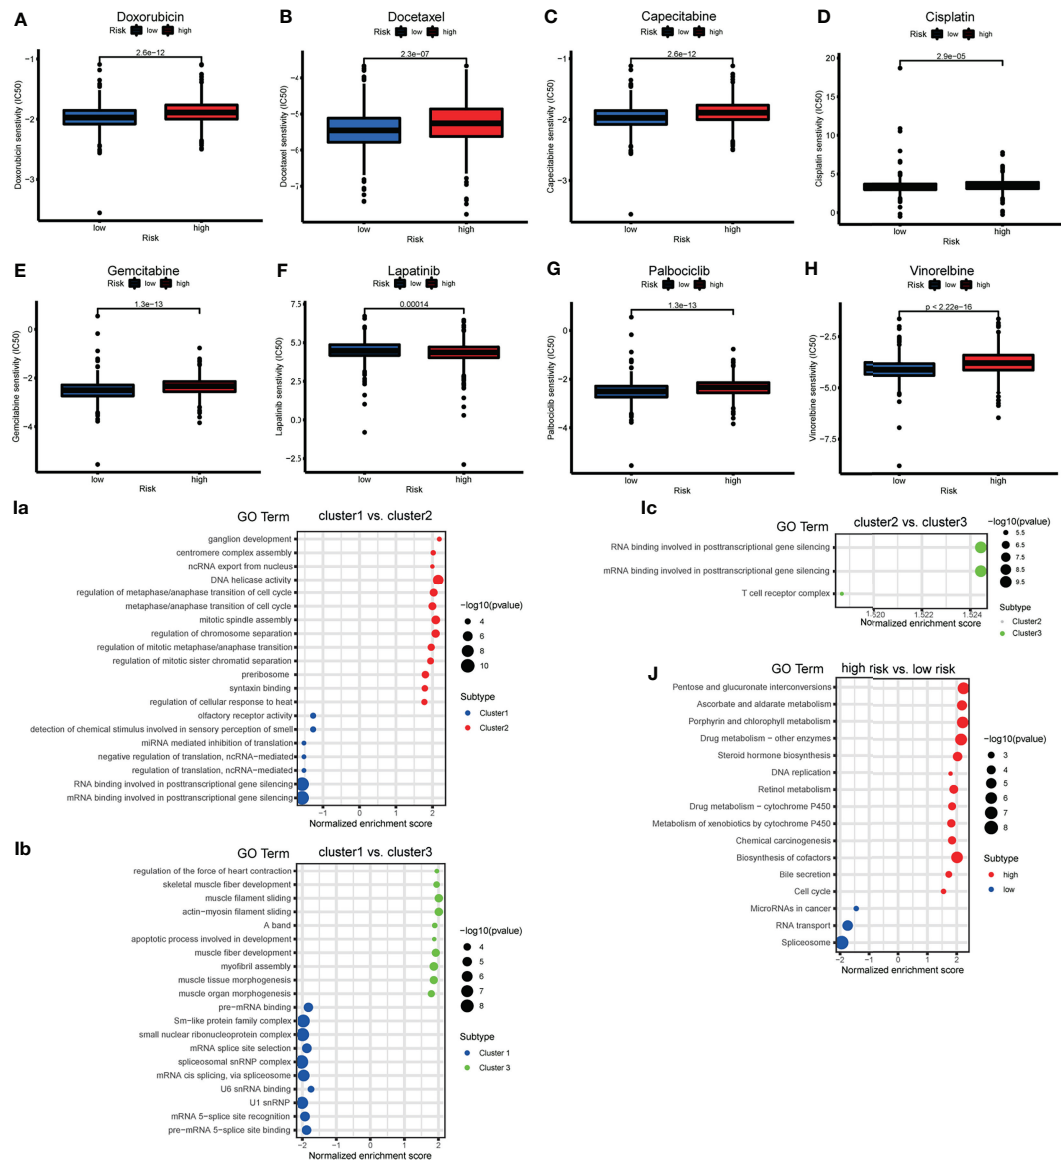 A
Doxorubicin
Risk low high
2.6e−12
Doxorubicin senstivity (IC50)
−1
−2
−3
low
high
Risk
B
Docetaxel
Risk low high
2.3e−07
Docetaxel senstivity (IC50)
−4
−5
−6
−7
low
high
Risk
C
Capecitabine
Risk low high
2.6e−12
Capecitabine senstivity (IC50)
−1
−2
−3
low
high
Risk
D
Cisplatin
Risk low high
2.9e−05
Cisplatin senstivity (IC50)
20
15
10
5
0
low
high
Risk
E
Gemcitabine
Risk low high
1.3e−13
Gemcitabine senstivity (IC50)
0
−2
−4
low
high
Risk
F
Lapatinib
Risk low high
0.00014
Lapatinib sensitivity (IC50)
7.5
5.0
2.5
0.0
−2.5
low
high
Risk
G
Palbociclib
Risk low high
1.3e−13
Palbociclib sensitivity (IC50)
0
−2
−4
low
high
Risk
H
Vinorelbine
Risk low high
p < 2.22e−16
Vinorelbine sensitivity (IC50)
−2.5
−5.0
−7.5
low
high
Risk
Ia
GO Term cluster1 vs. cluster2
ganglion development
centromere complex assembly
ncRNA export from nucleus
DNA helicase activity
regulation of metaphase/anaphase transition of cell cycle
metaphase/anaphase transition of cell cycle
mitotic spindle assembly
regulation of chromosome separation
regulation of mitotic metaphase/anaphase transition
regulation of mitotic sister chromatid separation
preribosome
syntaxin binding
regulation of cellular response to heat
olfactory receptor activity
detection of chemical stimulus involved in sensory perception of smell
miRNA mediated inhibition of translation
negative regulation of translation, ncRNA−mediated
regulation of translation, ncRNA−mediated
RNA binding involved in posttranscriptional gene silencing
mRNA binding involved in posttranscriptional gene silencing
−1 0 1 2
Normalized enrichment score
−log10(pvalue)
4
6
8
10
Subtype
Cluster1
Cluster2
Ib
GO Term cluster1 vs. cluster3
regulation of the force of heart contraction
skeletal muscle fiber development
muscle filament sliding
actin−myosin filament sliding
A band
apoptotic process involved in development
muscle fiber development
myofibril assembly
muscle tissue morphogenesis
muscle organ morphogenesis
pre−mRNA binding
Sm−like protein family complex
small nuclear ribonucleoprotein complex
mRNA splice site selection
spliceosomal snRNP complex
mRNA cis splicing, via spliceosome
U6 snRNA binding
U1 snRNP
mRNA 5−splice site recognition
pre−mRNA 5−splice site binding
−2 −1 0 1 2
Normalized enrichment score
−log10(pvalue)
4
5
6
7
8
Subtype
Cluster 1
Cluster 3
Ic
GO Term cluster2 vs. cluster3
RNA binding involved in posttranscriptional gene silencing
mRNA binding involved in posttranscriptional gene silencing
T cell receptor complex
1.520 1.522 1.524
Normalized enrichment score
−log10(pvalue)
5.5
6.5
7.5
8.5
9.5
Subtype
Cluster2
Cluster3
J
GO Term high risk vs. low risk
Pentose and glucuronate interconversions
Ascorbate and aldarate metabolism
Porphyrin and chlorophyll metabolism
Drug metabolism − other enzymes
Steroid hormone biosynthesis
DNA replication
Retinol metabolism
Drug metabolism − cytochrome P450
Metabolism of xenobiotics by cytochrome P450
Chemical carcinogenesis
Biosynthesis of cofactors
Bile secretion
Cell cycle
MicroRNAs in cancer
RNA transport
Spliceosome
−2 −1 0 1 2
Normalized enrichment score
−log10(pvalue)
3
4
5
6
7
8
Subtype
high
low